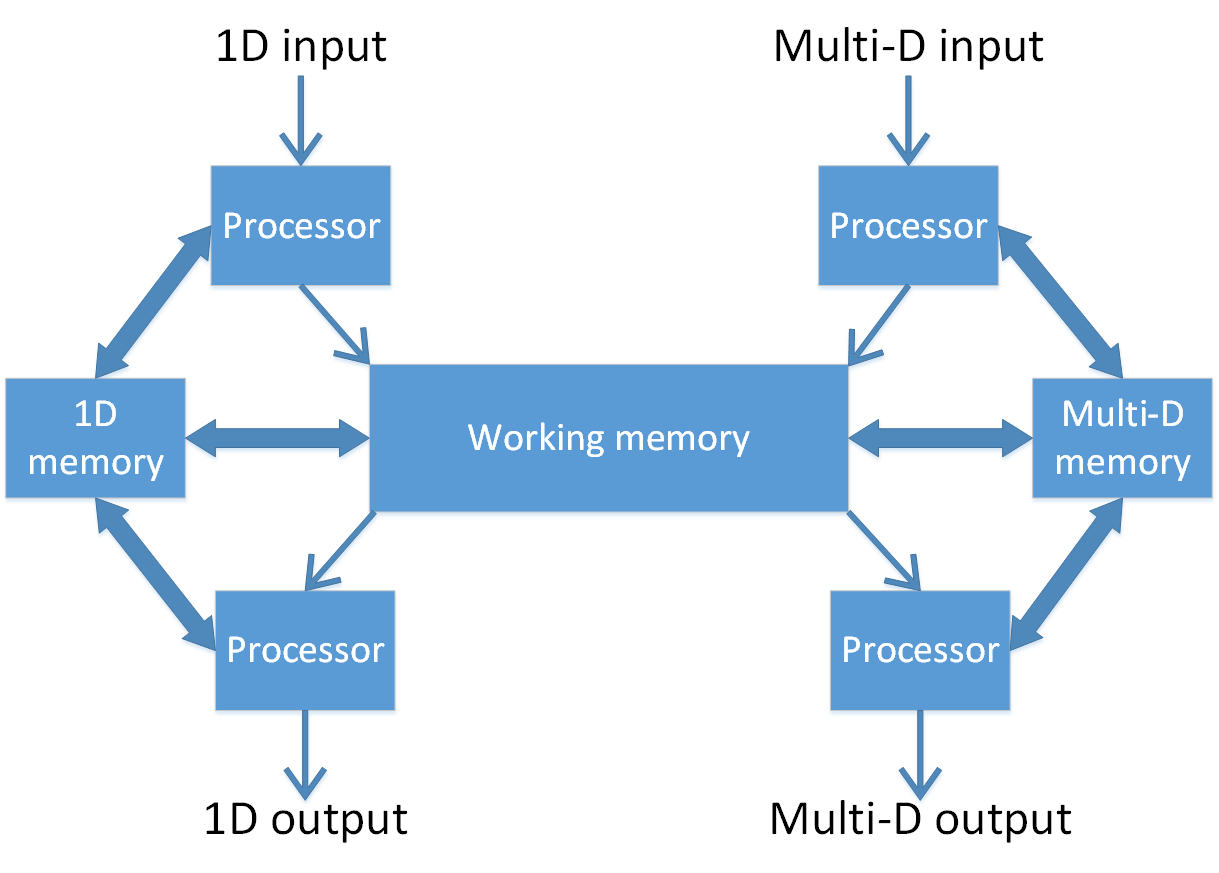 1D input
Multi-D input
Processor
Processor
1D
memory
Working memory
Multi-D
memory
Processor
Processor
1D output
Multi-D output